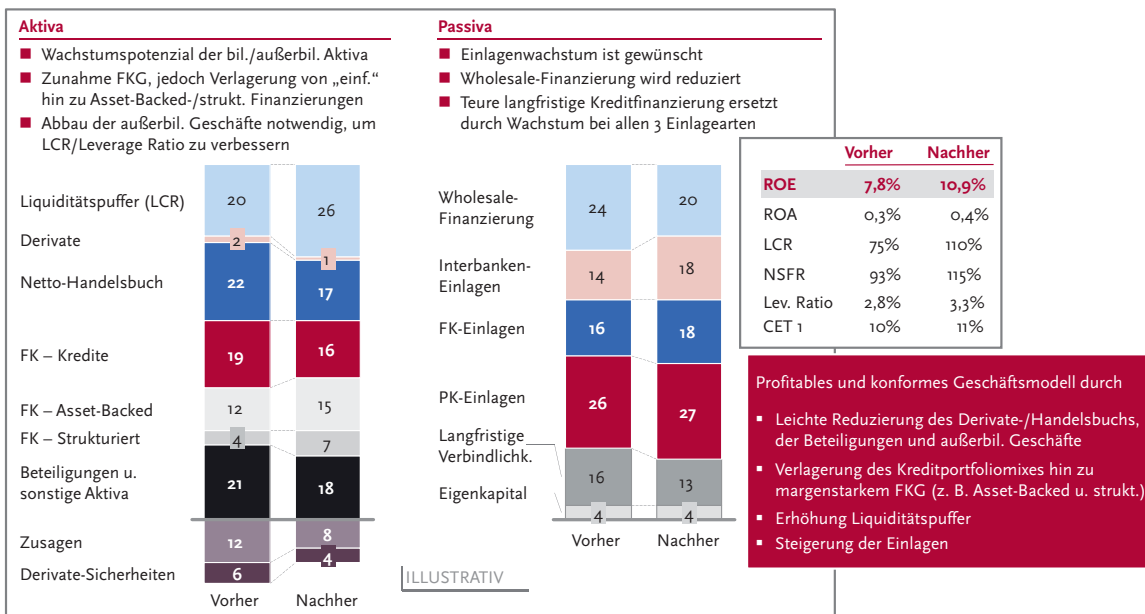 Aktiva
Wachstumspotenzial der bil./außerbil. Aktiva
Zunahme FKG, jedoch Verlagerung von „einf.“
hin zu Asset-Backed-/strukt. Finanzierungen
Abbau der außerbil. Geschäfte notwendig, um
LCR/Leverage Ratio zu verbessern
Liquiditätspuffer (LCR)
20
26
Derivate
2
1
Netto-Handelsbuch
22
17
FK – Kredite
19
16
FK – Asset-Backed
12
15
FK – Strukturiert
4
7
Beteiligungen u.
sonstige Aktiva
21
18
Zusagen
12
8
Derivate-Sicherheiten
6
4
Vorher
Nachher
Passiva
Einlagenwachstum ist gewünscht
Wholesale-Finanzierung wird reduziert
Teure langfristige Kreditfinanzierung ersetzt
durch Wachstum bei allen 3 Einlagearten
Wholesale-
Finanzierung
24
20
Interbanken-
Einlagen
14
18
FK-Einlagen
16
18
PK-Einlagen
26
27
Langfristige
Verbindlichk.
16
13
Eigenkapital
4
4
Vorher
Nachher
ILLUSTRATIV
Vorher Nachher
ROE 7,8% 10,9%
ROA 0,3% 0,4%
LCR 75% 110%
NSFR 93% 115%
Lev. Ratio 2,8% 3,3%
CET 1 10% 11%
Profitables und konformes Geschäftsmodell durch
Leichte Reduzierung des Derivate-/Handelsbuchs,
der Beteiligungen und außerbil. Geschäfte
Verlagerung des Kreditportfoliomixes hin zu
margenstarkem FKG (z. B. Asset-Backed u. strukt.)
Erhöhung Liquiditätspuffer
Steigerung der Einlagen